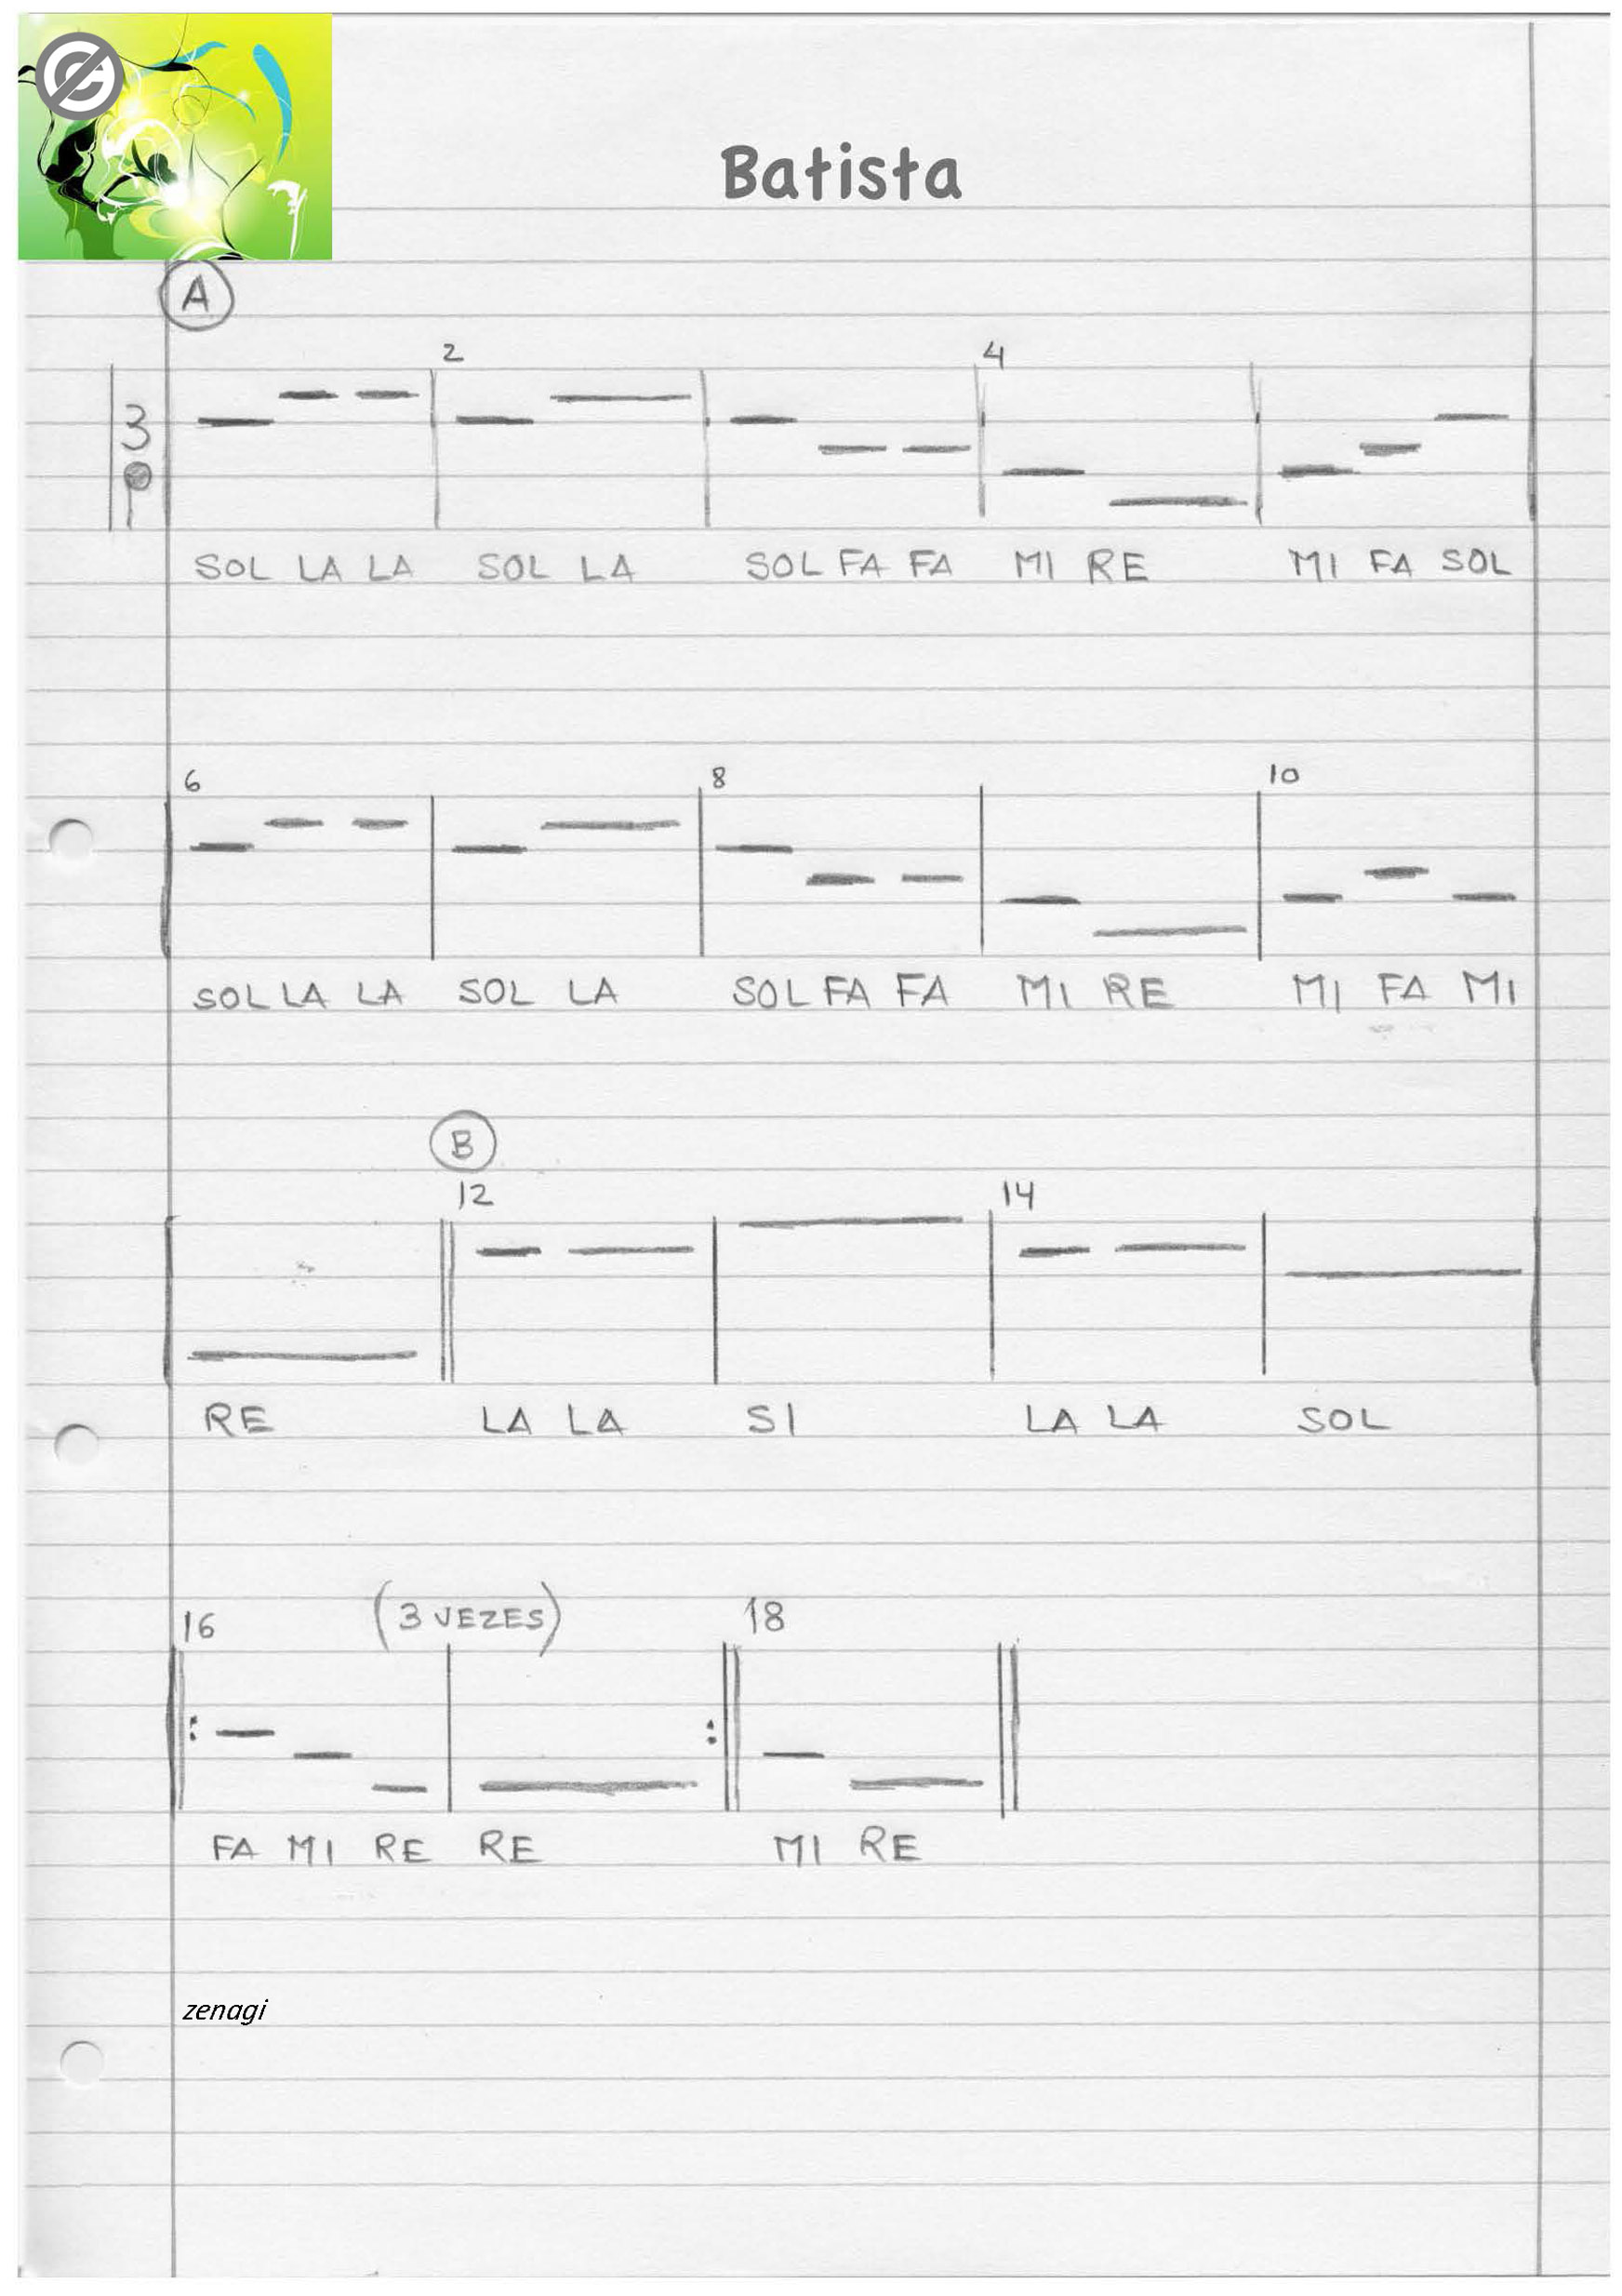 Batista
A
2 4
3
SOL LA LA SOL LA SOL FA FA MI RE MI FA SOL
6 8 10
SOL LA LA SOL LA SOL FA FA MI RE MI FA MI
B
12 14
RE LA LA SI LA LA SOL
16 (3 VEZES) 18
FA MI RE RE MI RE
zenagi